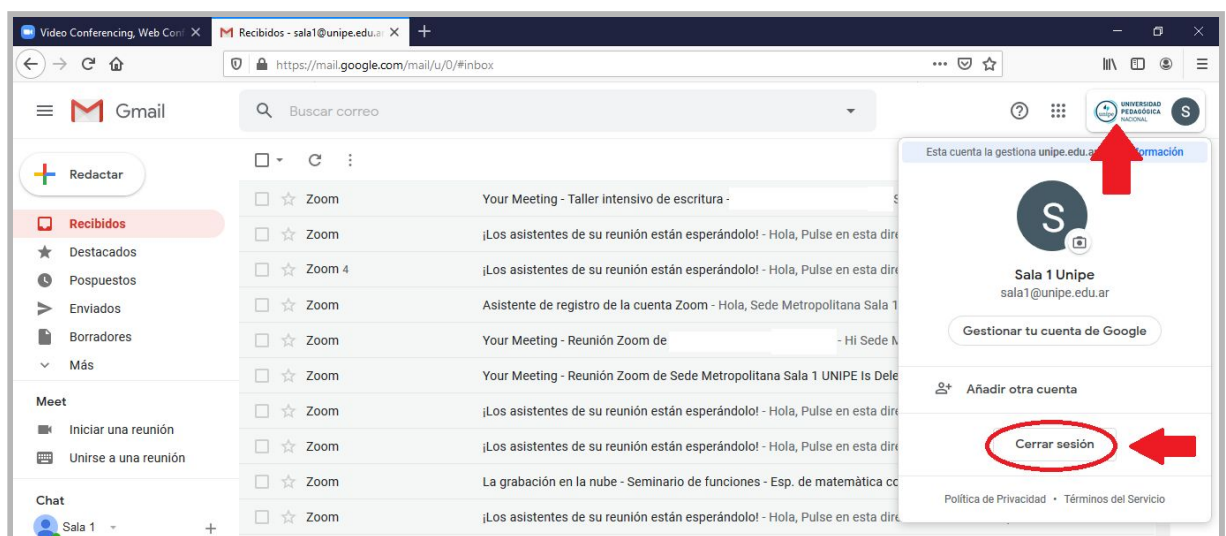 Video Conferencing, Web Conf
Recibidos - sala1@unipe.edu.a
https://mail.google.com/mail/u/0/#inbox
Gmail
Buscar correo
unipe
UNIVERSIDAD
PEDAGÓGICA
NACIONAL
S
Esta cuenta la gestiona unipe.edu.a formación
Redactar
Recibidos
Destacados
Pospuestos
Enviados
Borradores
Más
Meet
Iniciar una reunión
Unirse a una reunión
Chat
Sala 1
Zoom Your Meeting - Taller intensivo de escritura - S
Zoom ¡Los asistentes de su reunión están esperándolo! - Hola, Pulse en esta dire
Zoom 4 ¡Los asistentes de su reunión están esperándolo! - Hola, Pulse en esta dire
Zoom Asistente de registro de la cuenta Zoom - Hola, Sede Metropolitana Sala 1
Zoom Your Meeting - Reunión Zoom de - Hi Sede M
Zoom Your Meeting - Reunión Zoom de Sede Metropolitana Sala 1 UNIPE Is Dele
Zoom ¡Los asistentes de su reunión están esperándolo! - Hola, Pulse en esta dire
Zoom ¡Los asistentes de su reunión están esperándolo! - Hola, Pulse en esta dire
Zoom La grabación en la nube - Seminario de funciones - Esp. de matemàtica co
Zoom ¡Los asistentes de su reunión están esperándolo! - Hola, Pulse en esta dire
S
Sala 1 Unipe
sala1@unipe.edu.ar
Gestionar tu cuenta de Google
Añadir otra cuenta
Cerrar sesión
Política de Privacidad • Términos del Servicio